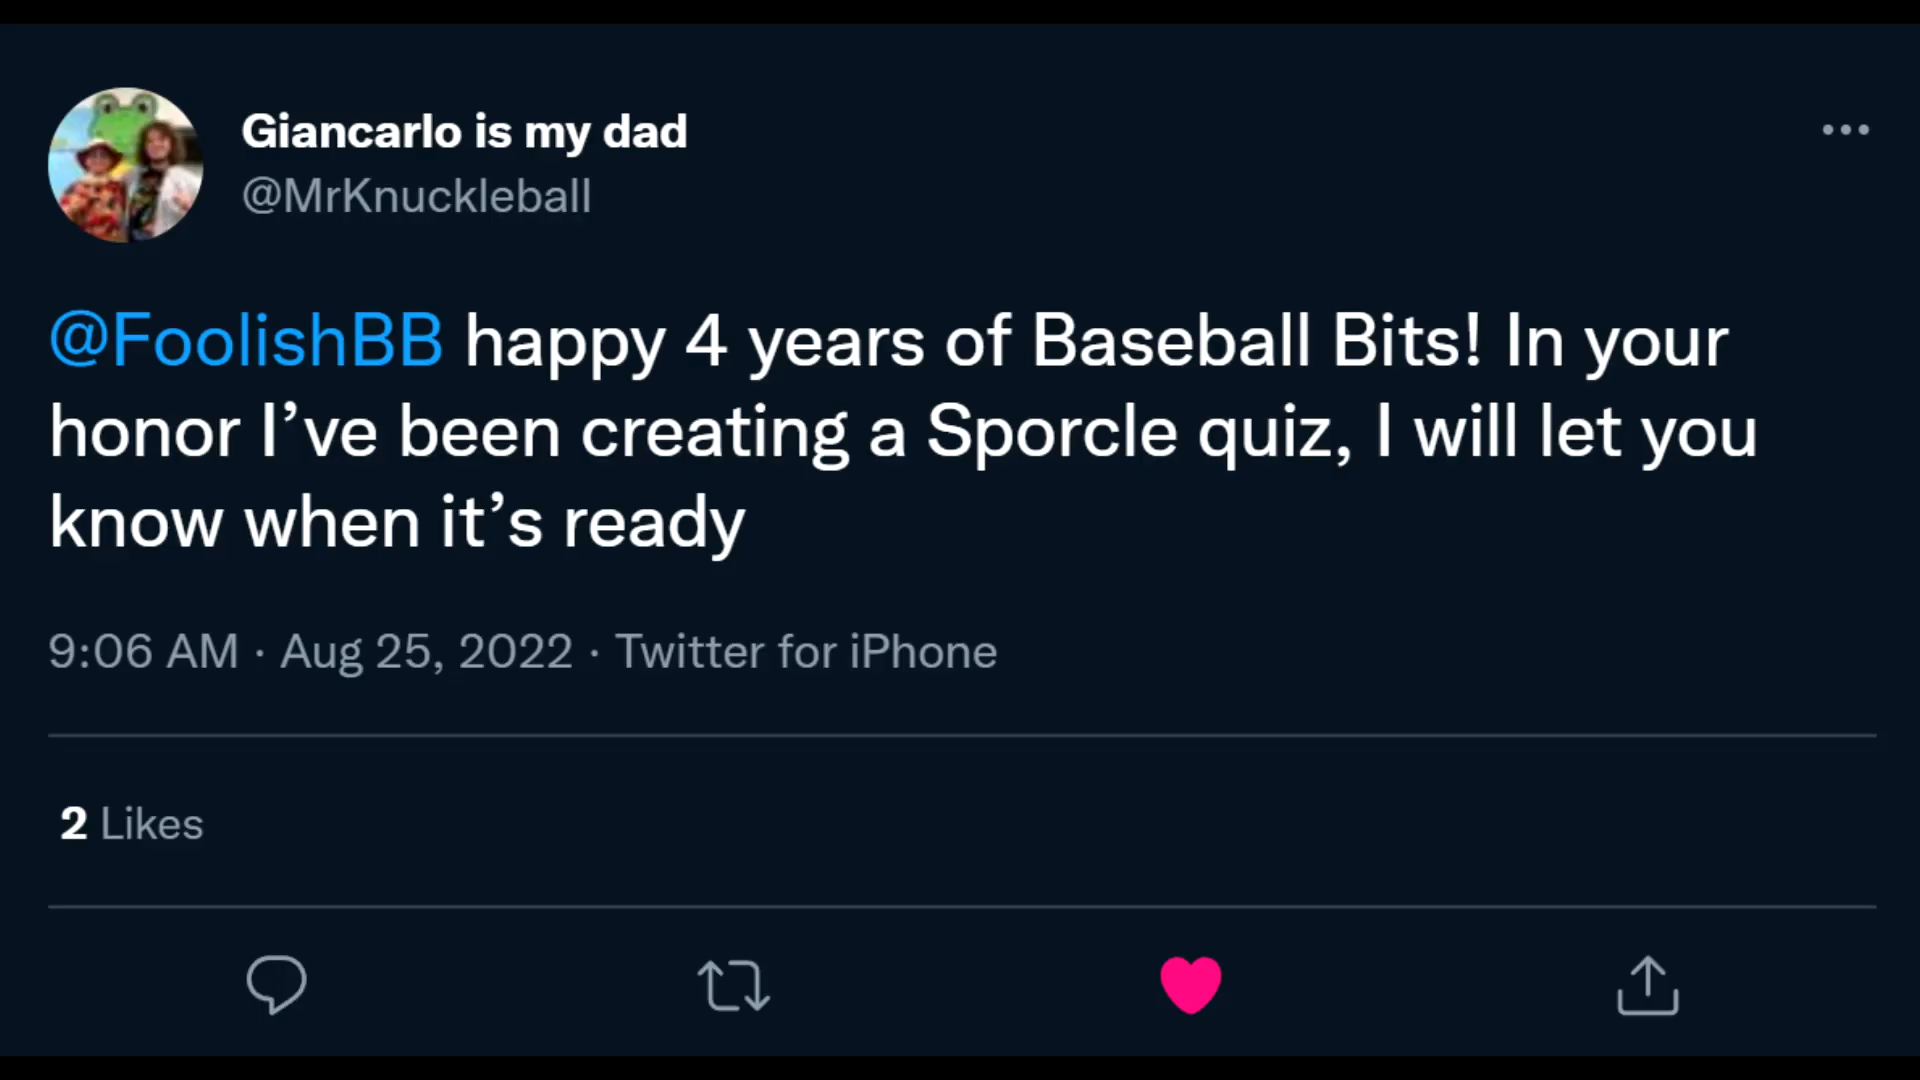 Giancarlo is my dad
@MrKnuckleball
@FoolishBB happy 4 years of Baseball Bits! In your
honor I’ve been creating a Sporcle quiz, I will let you
know when it’s ready
9:06 AM · Aug 25, 2022 · Twitter for iPhone
2 Likes